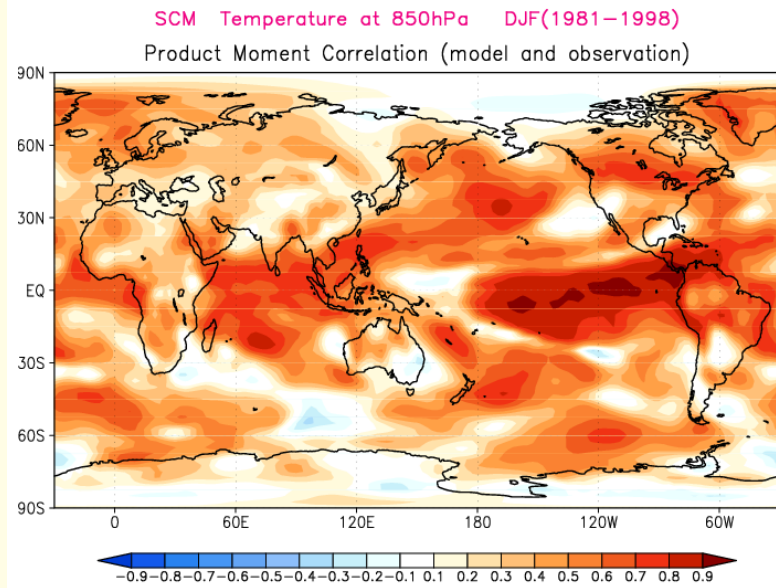 SCM Temperature at 850hPa DJF(1981−1998)
Product Moment Correlation (model and observation)
90N
60N
30N
EQ
30S
60S
90S
0 60E 120E 180 120W 60W
−0.9 −0.8 −0.7 −0.6 −0.5 −0.4 −0.3 −0.2 −0.1 0.1 0.2 0.3 0.4 0.5 0.6 0.7 0.8 0.9